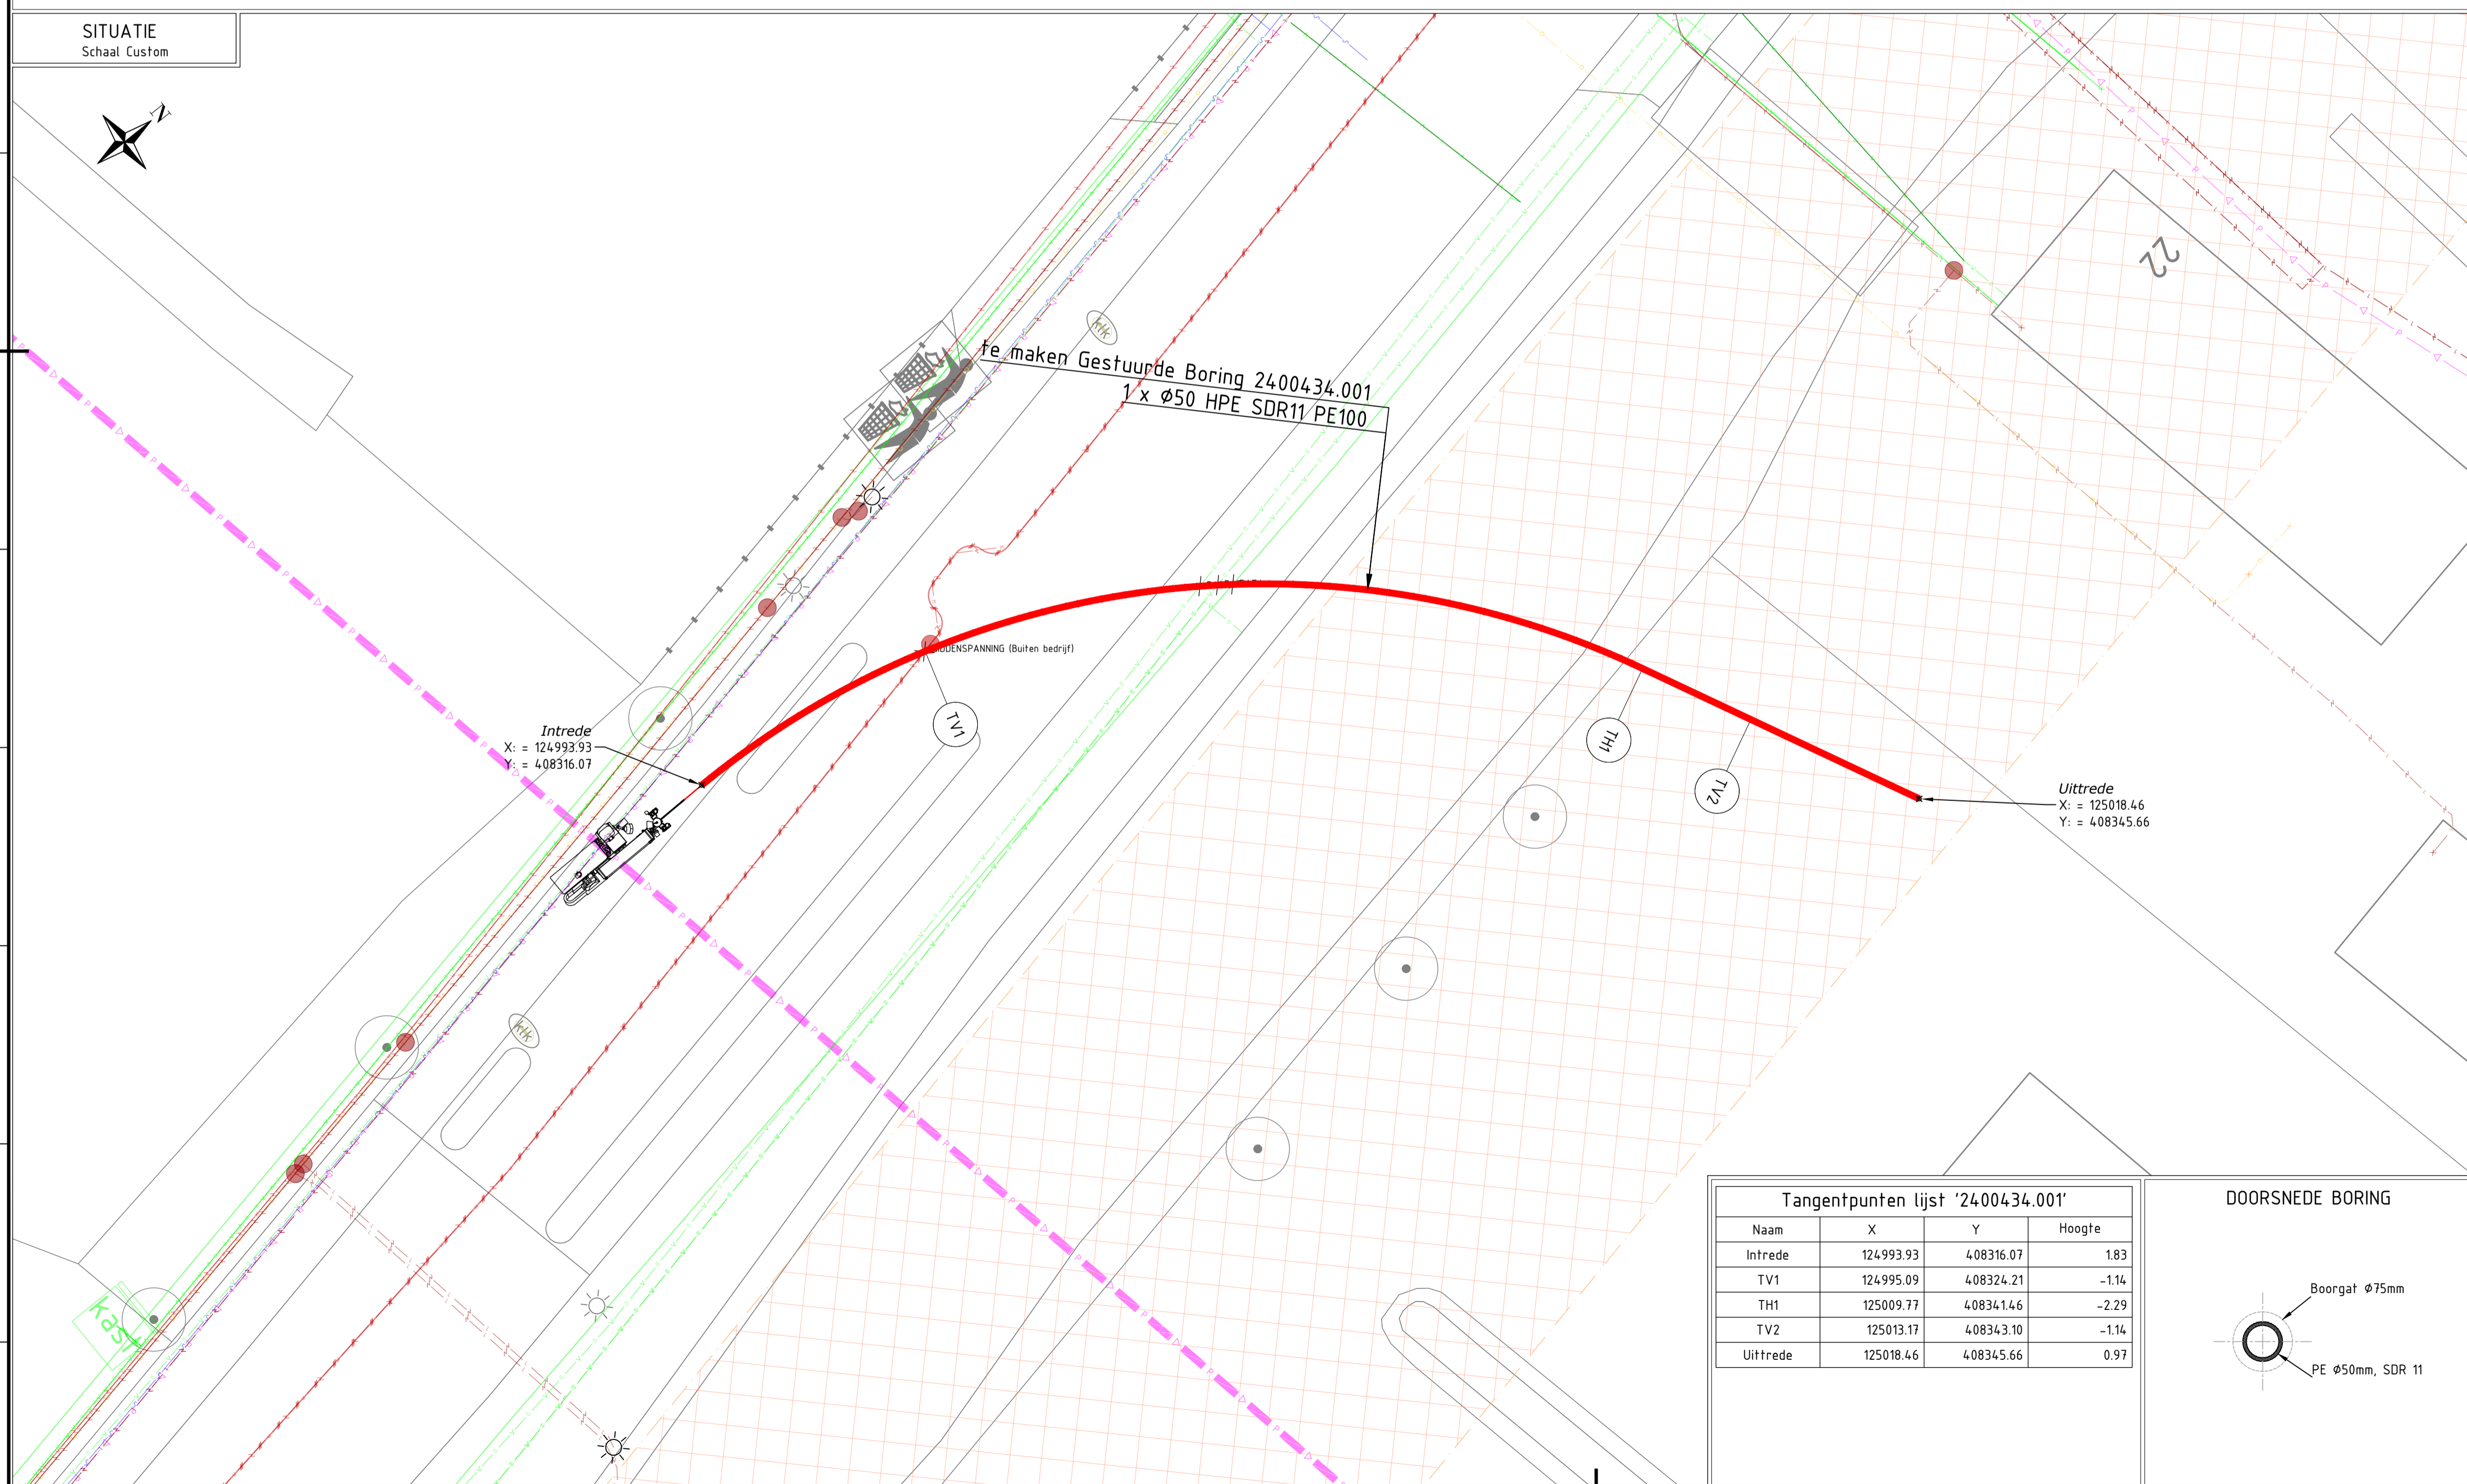 SITUATIE
Schaal Custom
N
22
klk
te maken Gestuurde Boring 2400434.001
1 x Ø50 HPE SDR11 PE100
MIDDENSPANNING (Buiten bedrijf)
TV1
Intrede
X: = 124993.93
Y: = 408316.07
TH1
TV2
Uittrede
X: = 125018.46
Y: = 408345.66
klk
kast
Tangentpunten lijst '2400434.001'
Naam X Y Hoogte
Intrede 124993.93 408316.07 1.83
TV1 124995.09 408324.21 -1.14
TH1 125009.77 408341.46 -2.29
TV2 125013.17 408343.10 -1.14
Uittrede 125018.46 408345.66 0.97
DOORSNEDE BORING
Boorgat Ø75mm
PE Ø50mm, SDR 11